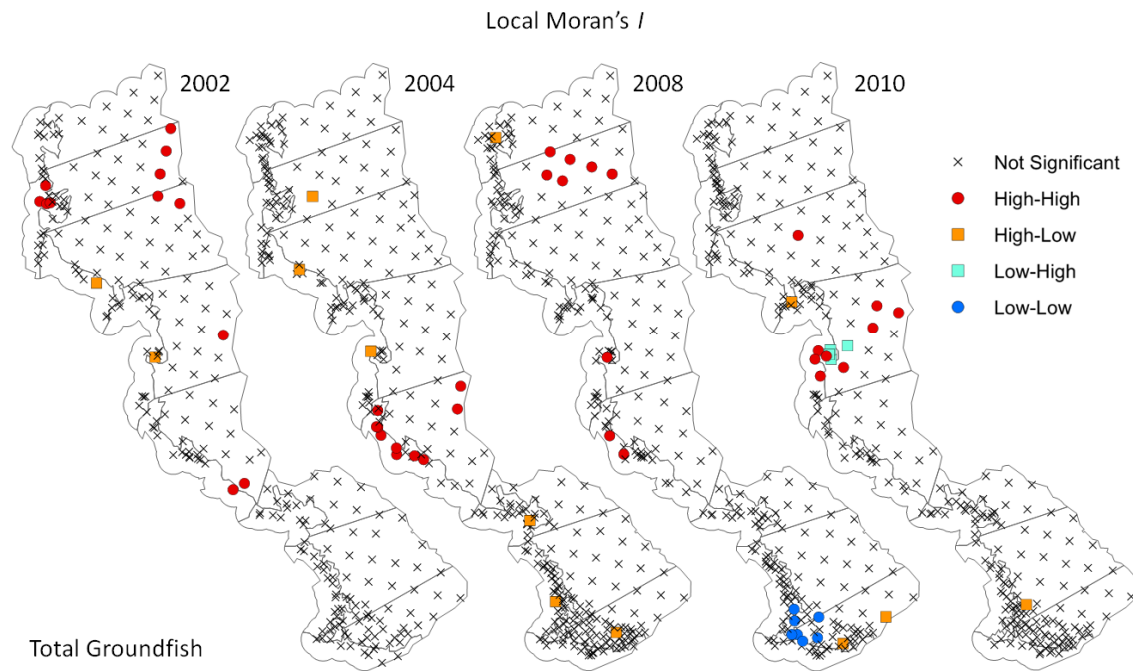 Local Moran's I
2002
2004
2008
2010
Not Significant
High-High
High-Low
Low-High
Low-Low
Total Groundfish